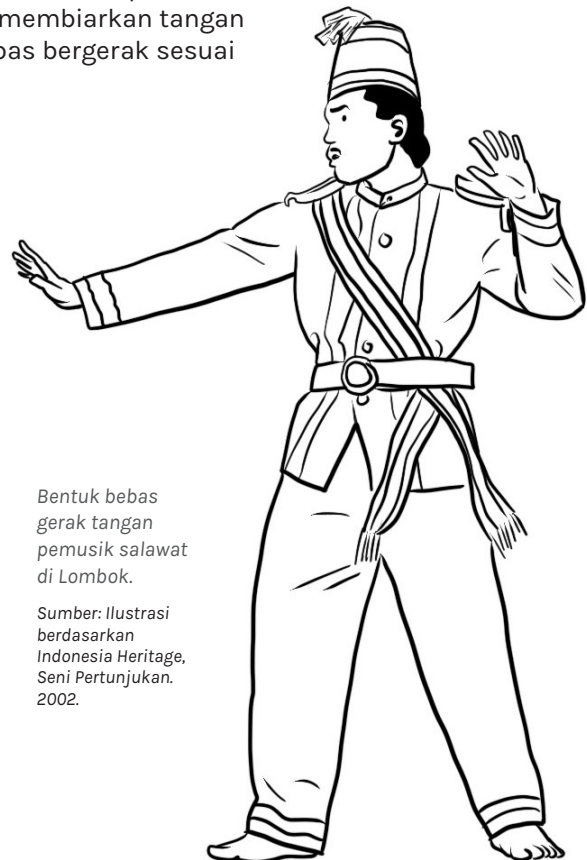 membiarkan tangan
bas bergerak sesuai
Bentuk bebas
gerak tangan
pemusik salawat
di Lombok.
Sumber: Ilustrasi
berdasarkan
Indonesia Heritage,
Seni Pertunjukan.
2002.